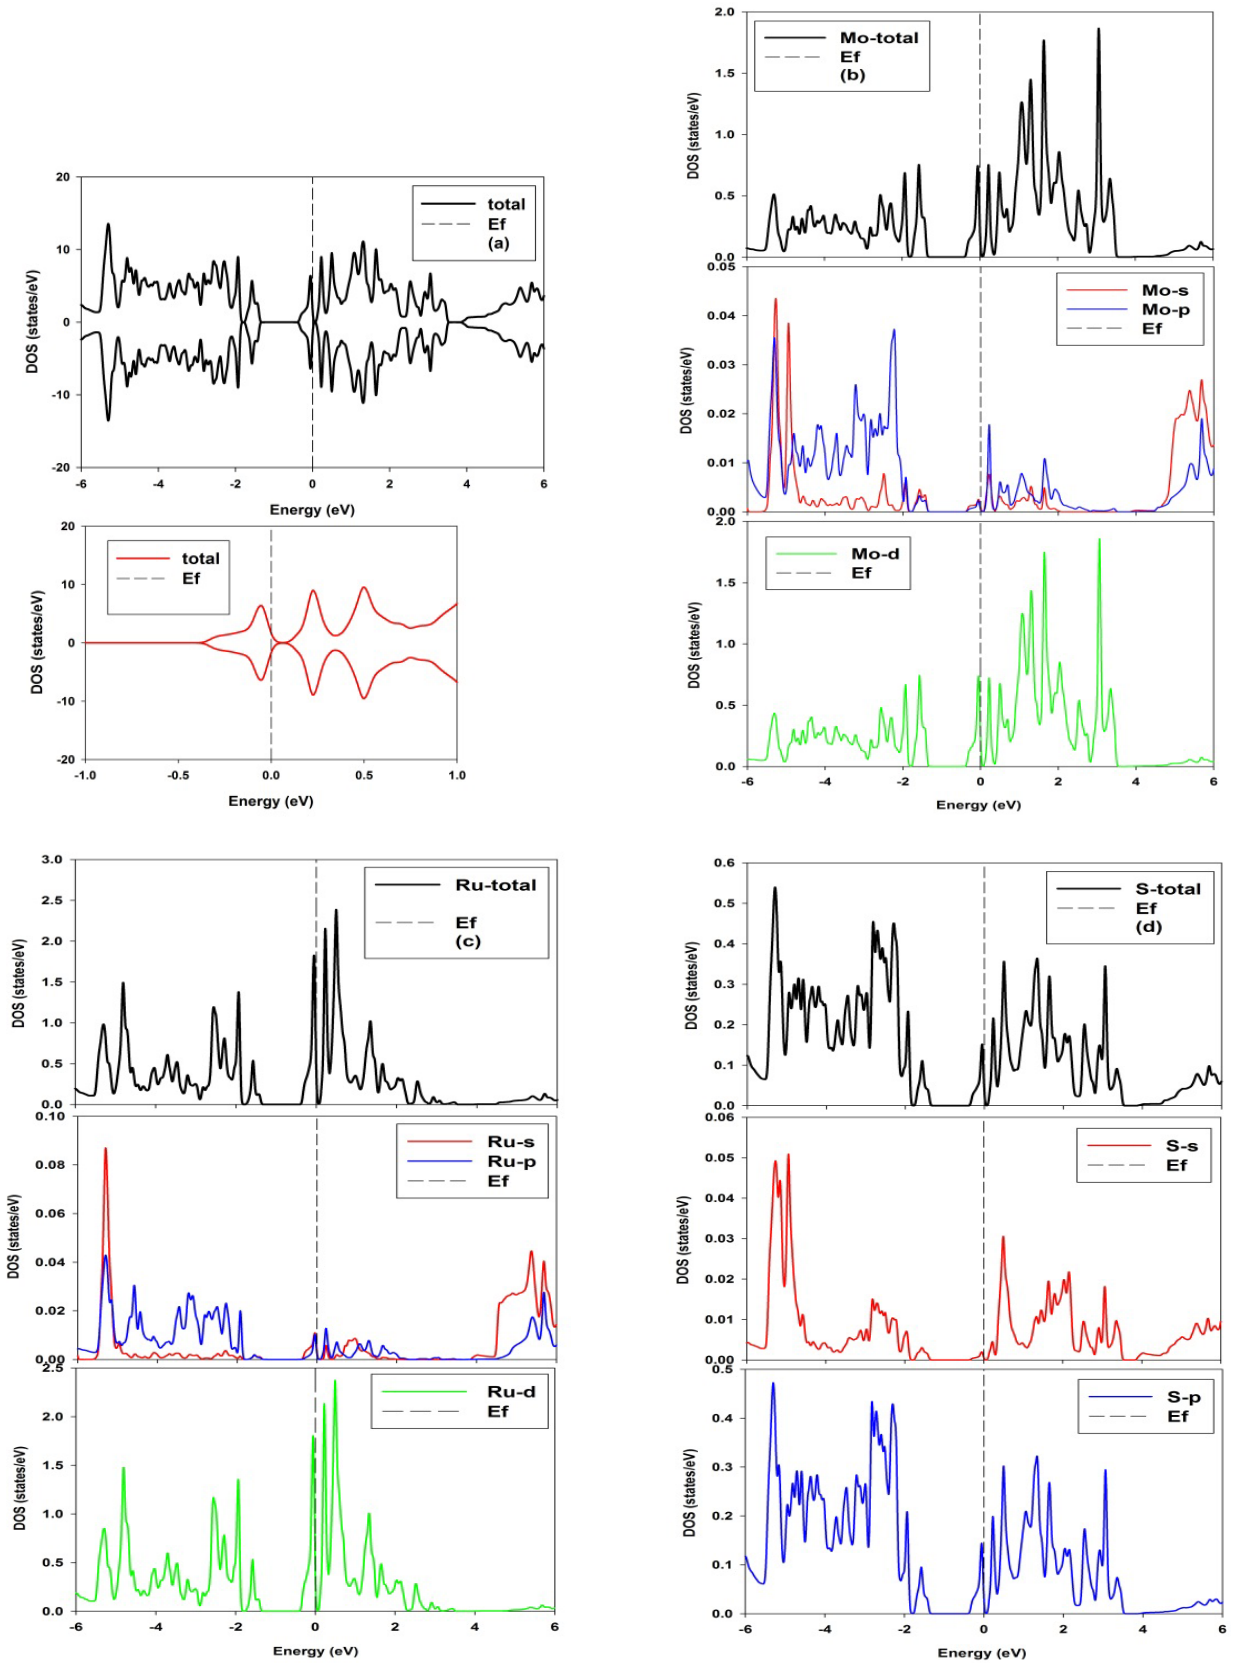 20
10
0
-10
-20
DOS (states/eV)
total
Ef
(a)
-6 -4 -2 0 2 4 6
Energy (eV)
20
10
0
-10
-20
DOS (states/eV)
total
Ef
-1.0 -0.5 0.0 0.5 1.0
Energy (eV)
2.0
1.5
1.0
0.5
0.0
DOS (states/eV)
Mo-total
Ef
(b)
0.05
0.04
0.03
0.02
0.01
0.00
DOS (states/eV)
Mo-s
Mo-p
Ef
2.0
1.5
1.0
0.5
0.0
DOS (states/eV)
Mo-d
Ef
-6 -4 -2 0 2 4 6
Energy (eV)
3.0
2.5
2.0
1.5
1.0
0.5
0.0
DOS (states/eV)
Ru-total
Ef
(c)
0.10
0.08
0.06
0.04
0.02
0.00
DOS (states/eV)
Ru-s
Ru-p
Ef
2.5
2.0
1.5
1.0
0.5
0.0
DOS (states/eV)
Ru-d
Ef
-6 -4 -2 0 2 4 6
Energy (eV)
0.6
0.5
0.4
0.3
0.2
0.1
0.0
DOS (states/eV)
S-total
Ef
(d)
0.06
0.05
0.04
0.03
0.02
0.01
0.00
DOS (states/eV)
S-s
Ef
0.5
0.4
0.3
0.2
0.1
0.0
DOS (states/eV)
S-p
Ef
-6 -4 -2 0 2 4 6
Energy (eV)